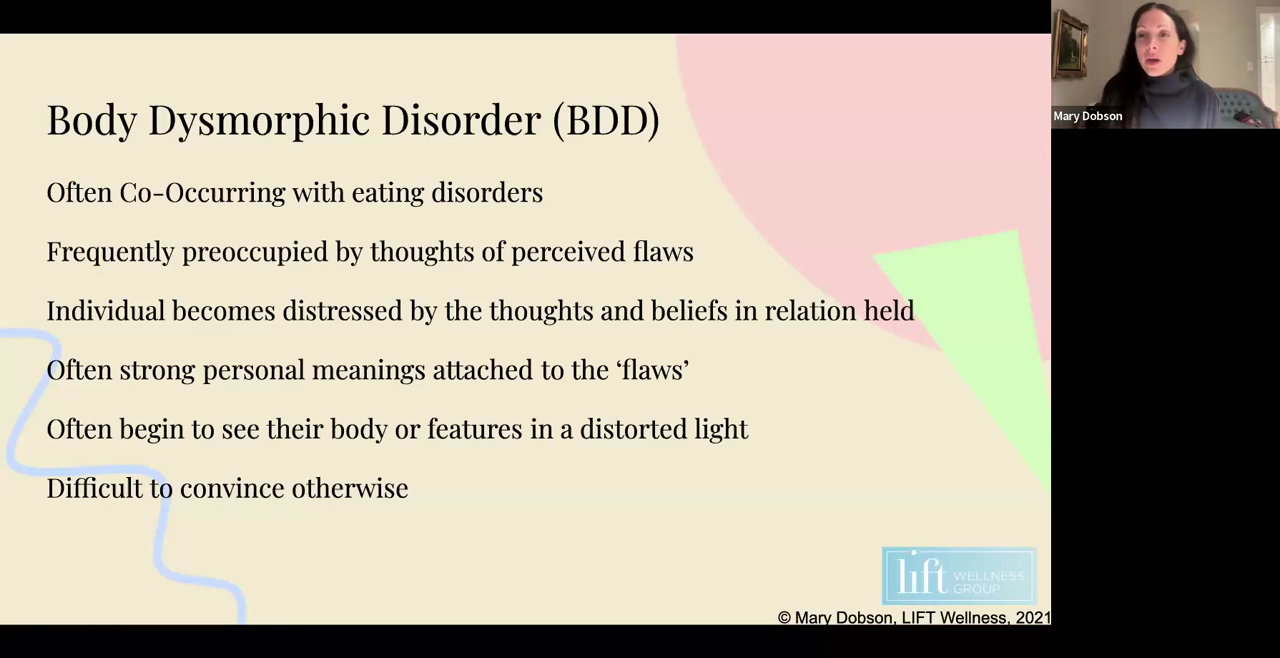 Body Dysmorphic Disorder (BDD)
Often Co-Occurring with eating disorders
Frequently preoccupied by thoughts of perceived flaws
Individual becomes distressed by the thoughts and beliefs in relation held
Often strong personal meanings attached to the ‘flaws’
Often begin to see their body or features in a distorted light
Difficult to convince otherwise
lift WELLNESS
GROUP
© Mary Dobson, LIFT Wellness, 2021
Mary Dobson